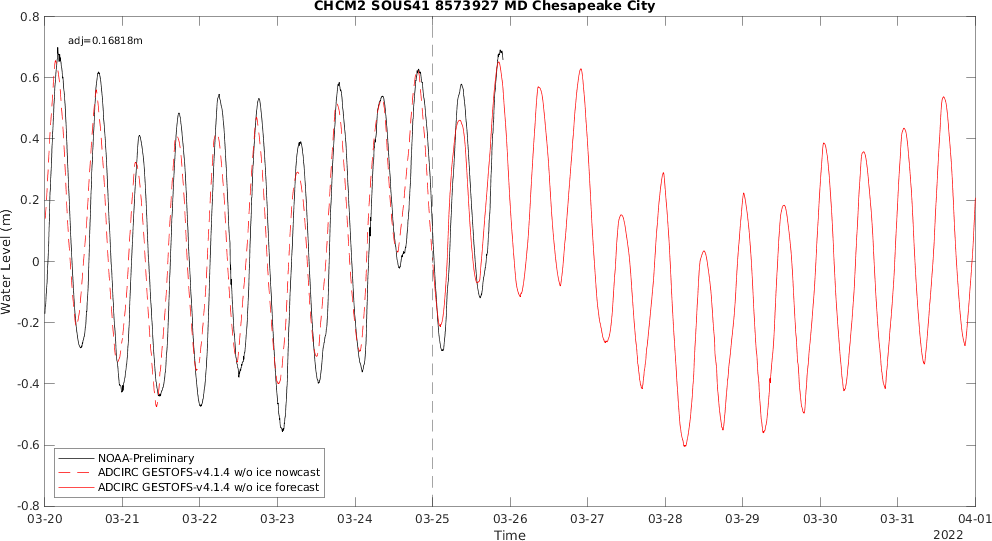 CHCM2 SOUS41 8573927 MD Chesapeake City
adj=0.16818m
0.8
0.6
0.4
0.2
0
-0.2
-0.4
-0.6
-0.8
Water Level (m)
NOAA-Preliminary
ADCIRC GESTOFS-v4.1.4 w/o ice nowcast
ADCIRC GESTOFS-v4.1.4 w/o ice forecast
03-20 03-21 03-22 03-23 03-24 03-25 03-26 03-27 03-28 03-29 03-30 03-31 04-01
Time
2022